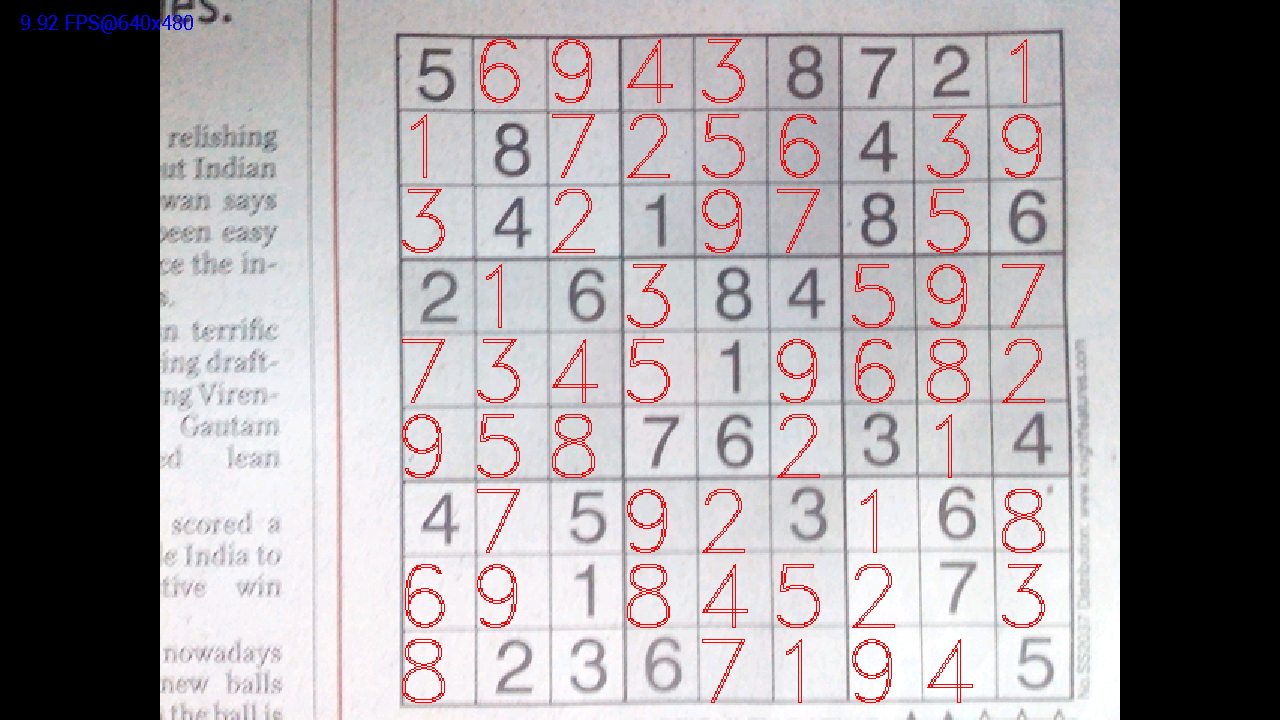 es.
9.92 FPS@640x480
relishing
ut Indian
wan says
been easy
ce the in-
s.
n terrific
ing draft-
ng Viren-
Gautam
ed lean
scored a
e India to
tive win
nowadays
new balls
the ball is
5 6 9 4 3 8 7 2 1
1 8 7 2 5 6 4 3 9
3 4 2 1 9 7 8 5 6
2 1 6 3 8 4 5 9 7
7 3 4 5 1 9 6 8 2
9 5 8 7 6 2 3 1 4
4 7 5 9 2 3 1 6 8
6 9 1 8 4 5 2 7 3
8 2 3 6 7 1 9 4 5
No.SS2037 Distribution: www.knightfeatures.com